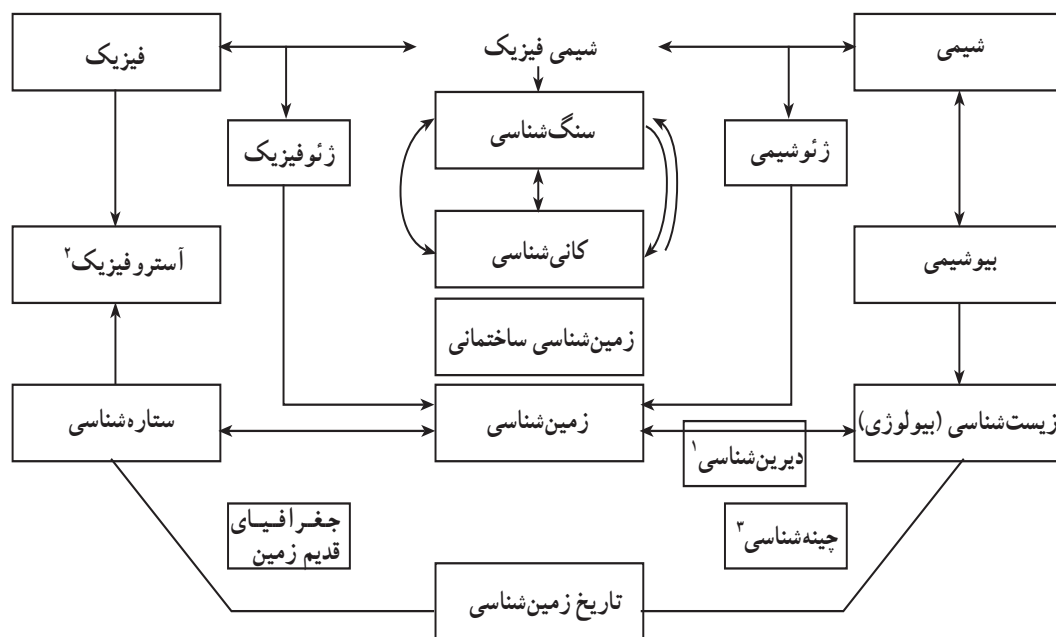 شیمی
شیمی فیزیک
فیزیک
سنگ‌شناسی
ژئوشیمی
ژئوفیزیک
کانی‌شناسی
بیوشیمی
آستروفیزیک۲
زمین‌شناسی ساختمانی
زیست‌شناسی (بیولوژی)
زمین‌شناسی
ستاره‌شناسی
دیرین‌شناسی۱
چینه‌شناسی۳
جغرافیای
قدیم زمین
تاریخ زمین‌شناسی